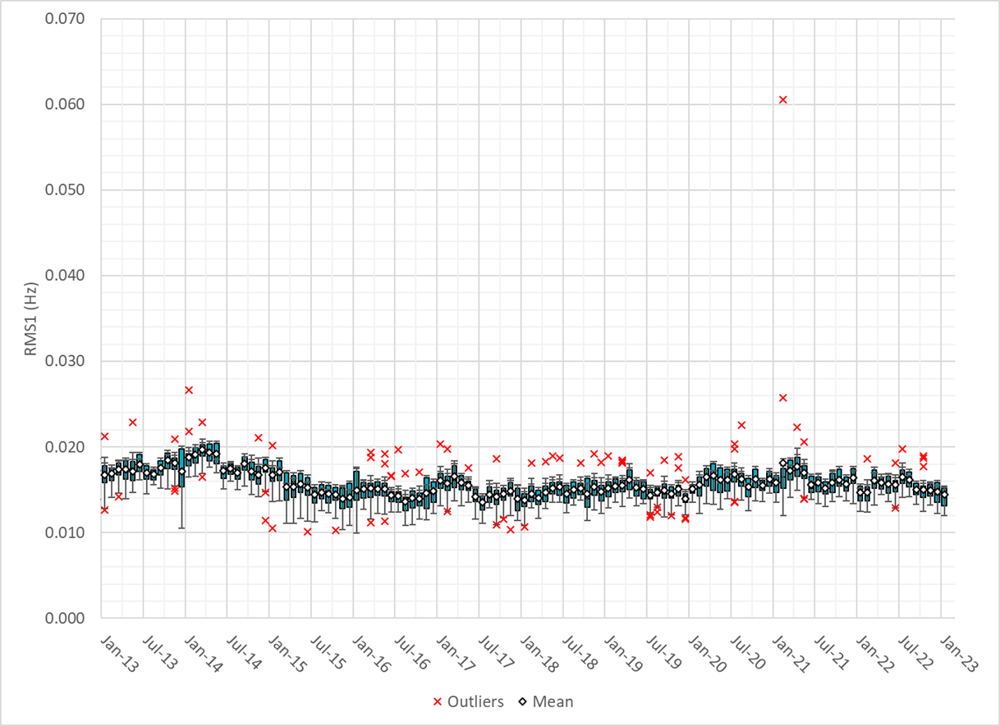 0.070
0.060
0.050
0.040
0.030
0.020
0.010
0.000
RMS1 (Hz)
Jan-13
Jul-13
Jan-14
Jul-14
Jan-15
Jul-15
Jan-16
Jul-16
Jan-17
Jul-17
Jan-18
Jul-18
Jan-19
Jul-19
Jan-20
Jul-20
Jan-21
Jul-21
Jan-22
Jul-22
Jan-23
Outliers Mean